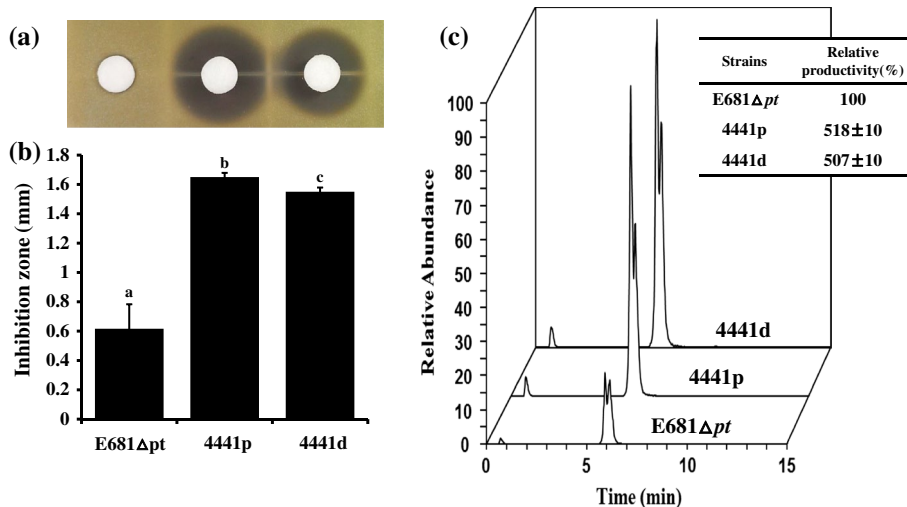 (a)
(b)
1.8
1.6
1.4
1.2
1
0.8
0.6
0.4
0.2
0
Inhibition zone (mm)
a
b
c
E681Δpt
4441p
4441d
(c)
Strains
Relative
productivity(%)
E681Δpt
100
4441p
518±10
4441d
507±10
100
90
80
70
60
50
40
30
20
10
0
Relative Abundance
4441d
4441p
E681Δpt
0
5
10
15
Time (min)